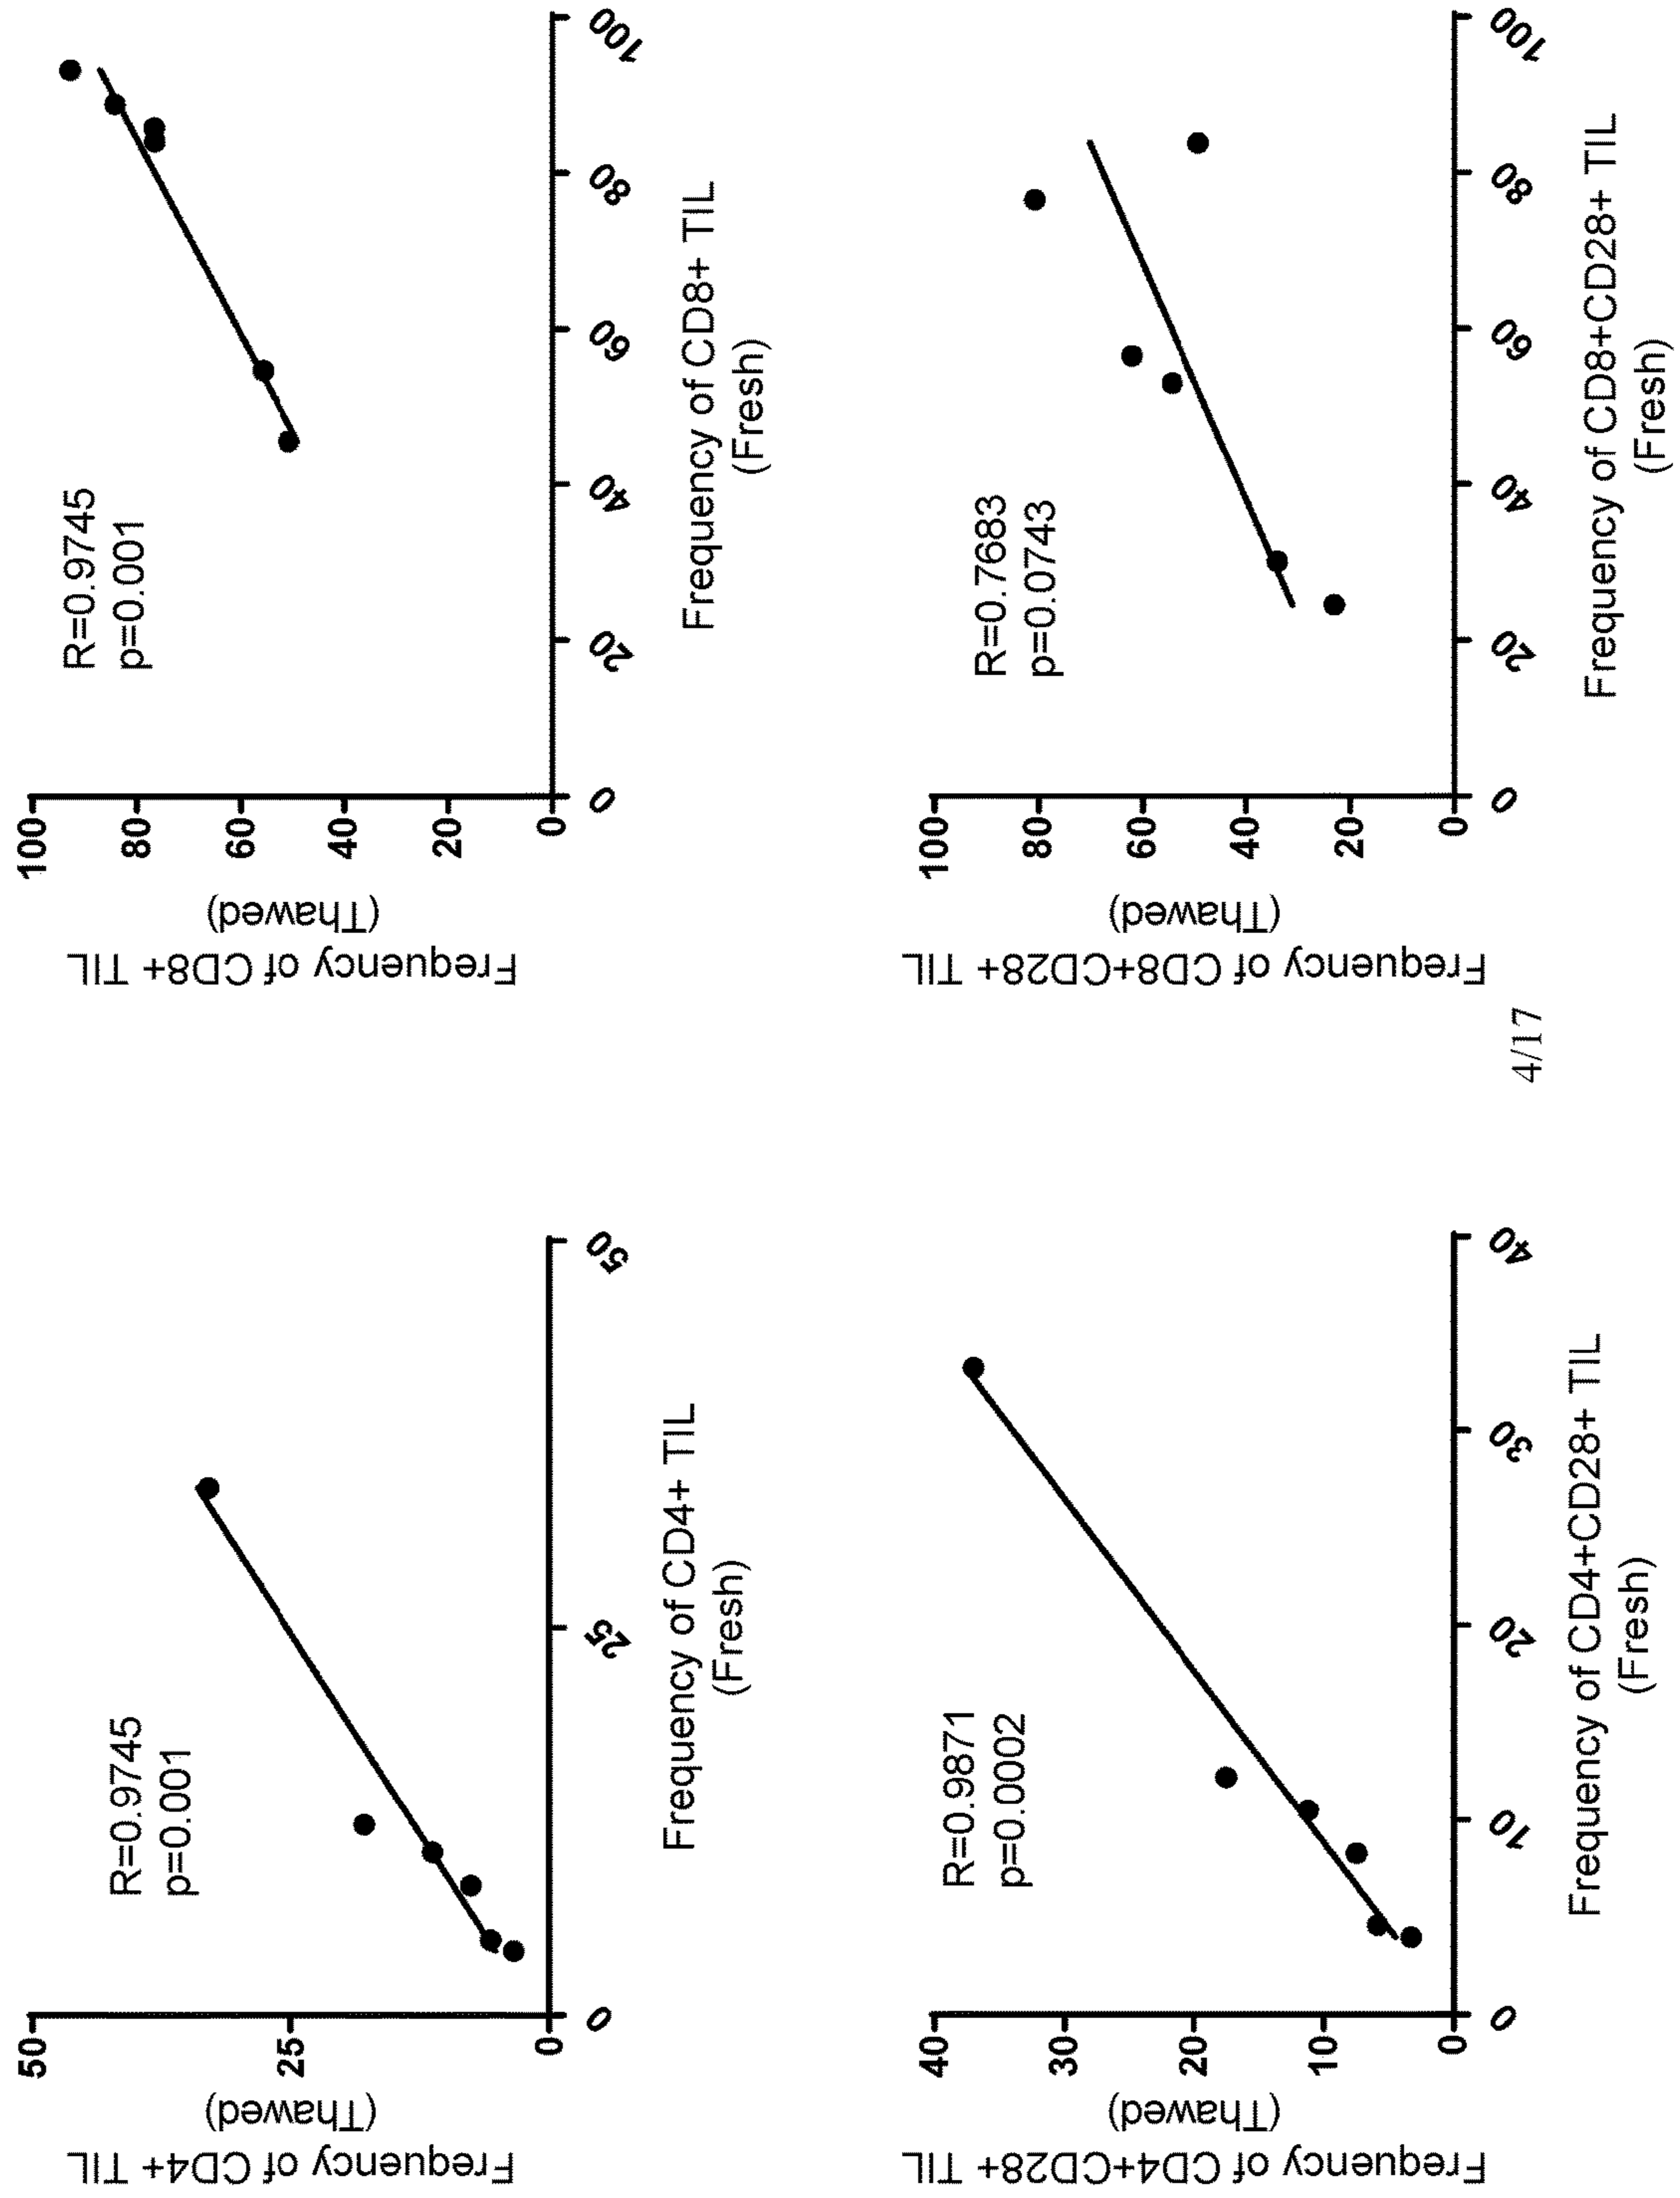 Frequency of CD4+ TIL
(Thawed)
50
25
0
R=0.9745
p=0.001
0 25 50
Frequency of CD4+ TIL
(Fresh)
Frequency of CD8+ TIL
(Thawed)
100
80
60
40
20
0
R=0.9745
p=0.001
0 20 40 60 80 100
Frequency of CD8+ TIL
(Fresh)
Frequency of CD4+CD28+ TIL
(Thawed)
40
30
20
10
0
R=0.9871
p=0.0002
0 10 20 30 40
Frequency of CD4+CD28+ TIL
(Fresh)
Frequency of CD8+CD28+ TIL
(Thawed)
100
80
60
40
20
0
R=0.7683
p=0.0743
0 20 40 60 80 100
Frequency of CD8+CD28+ TIL
(Fresh)
4/17